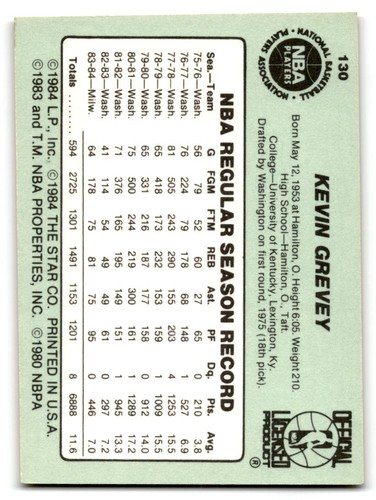 130
NATIONAL BASKETBALL
NBA
PLAYERS
PLAYERS ASSOCIATION
KEVIN GREVEY
Born May 12, 1953 at Hamilton, O. Height 6:05. Weight 210.
High School—Hamilton, O., Taft.
College—University of Kentucky, Lexington, Ky.
Drafted by Washington on first round, 1975 (18th pick).
OFFICIAL
LICENSED
PRODUCT
®
NBA REGULAR SEASON RECORD
Sea.—Team G FGM FTM REB Ast. PF Dq. Pts. Avg.
75-76—Wash. 56 79 52 60 27 65 0 210 3.8
76-77—Wash. 76 224 79 178 68 148 1 527 6.9
77-78—Wash. 81 505 243 290 155 203 4 1253 15.5
78-79—Wash. 65 418 173 232 153 159 1 1009 15.5
79-80—Wash. 65 331 216 187 177 158 0 912 14.0
80-81—Wash. 75 500 244 219 300 161 1 1289 17.2
81-82—Wash. 71 376 165 195 149 151 1 945 13.3
82-83—Wash. 41 114 54 49 49 61 0 297 7.2
83-84—Milw. 64 178 75 81 75 95 0 446 7.0
Totals 594 2725 1301 1491 1153 1201 8 6888 11.6
©1984 L.P., Inc. ©1984 THE STAR CO. PRINTED IN U.S.A.
©1983 and T.M. NBA PROPERTIES, INC. ©1980 NBPA